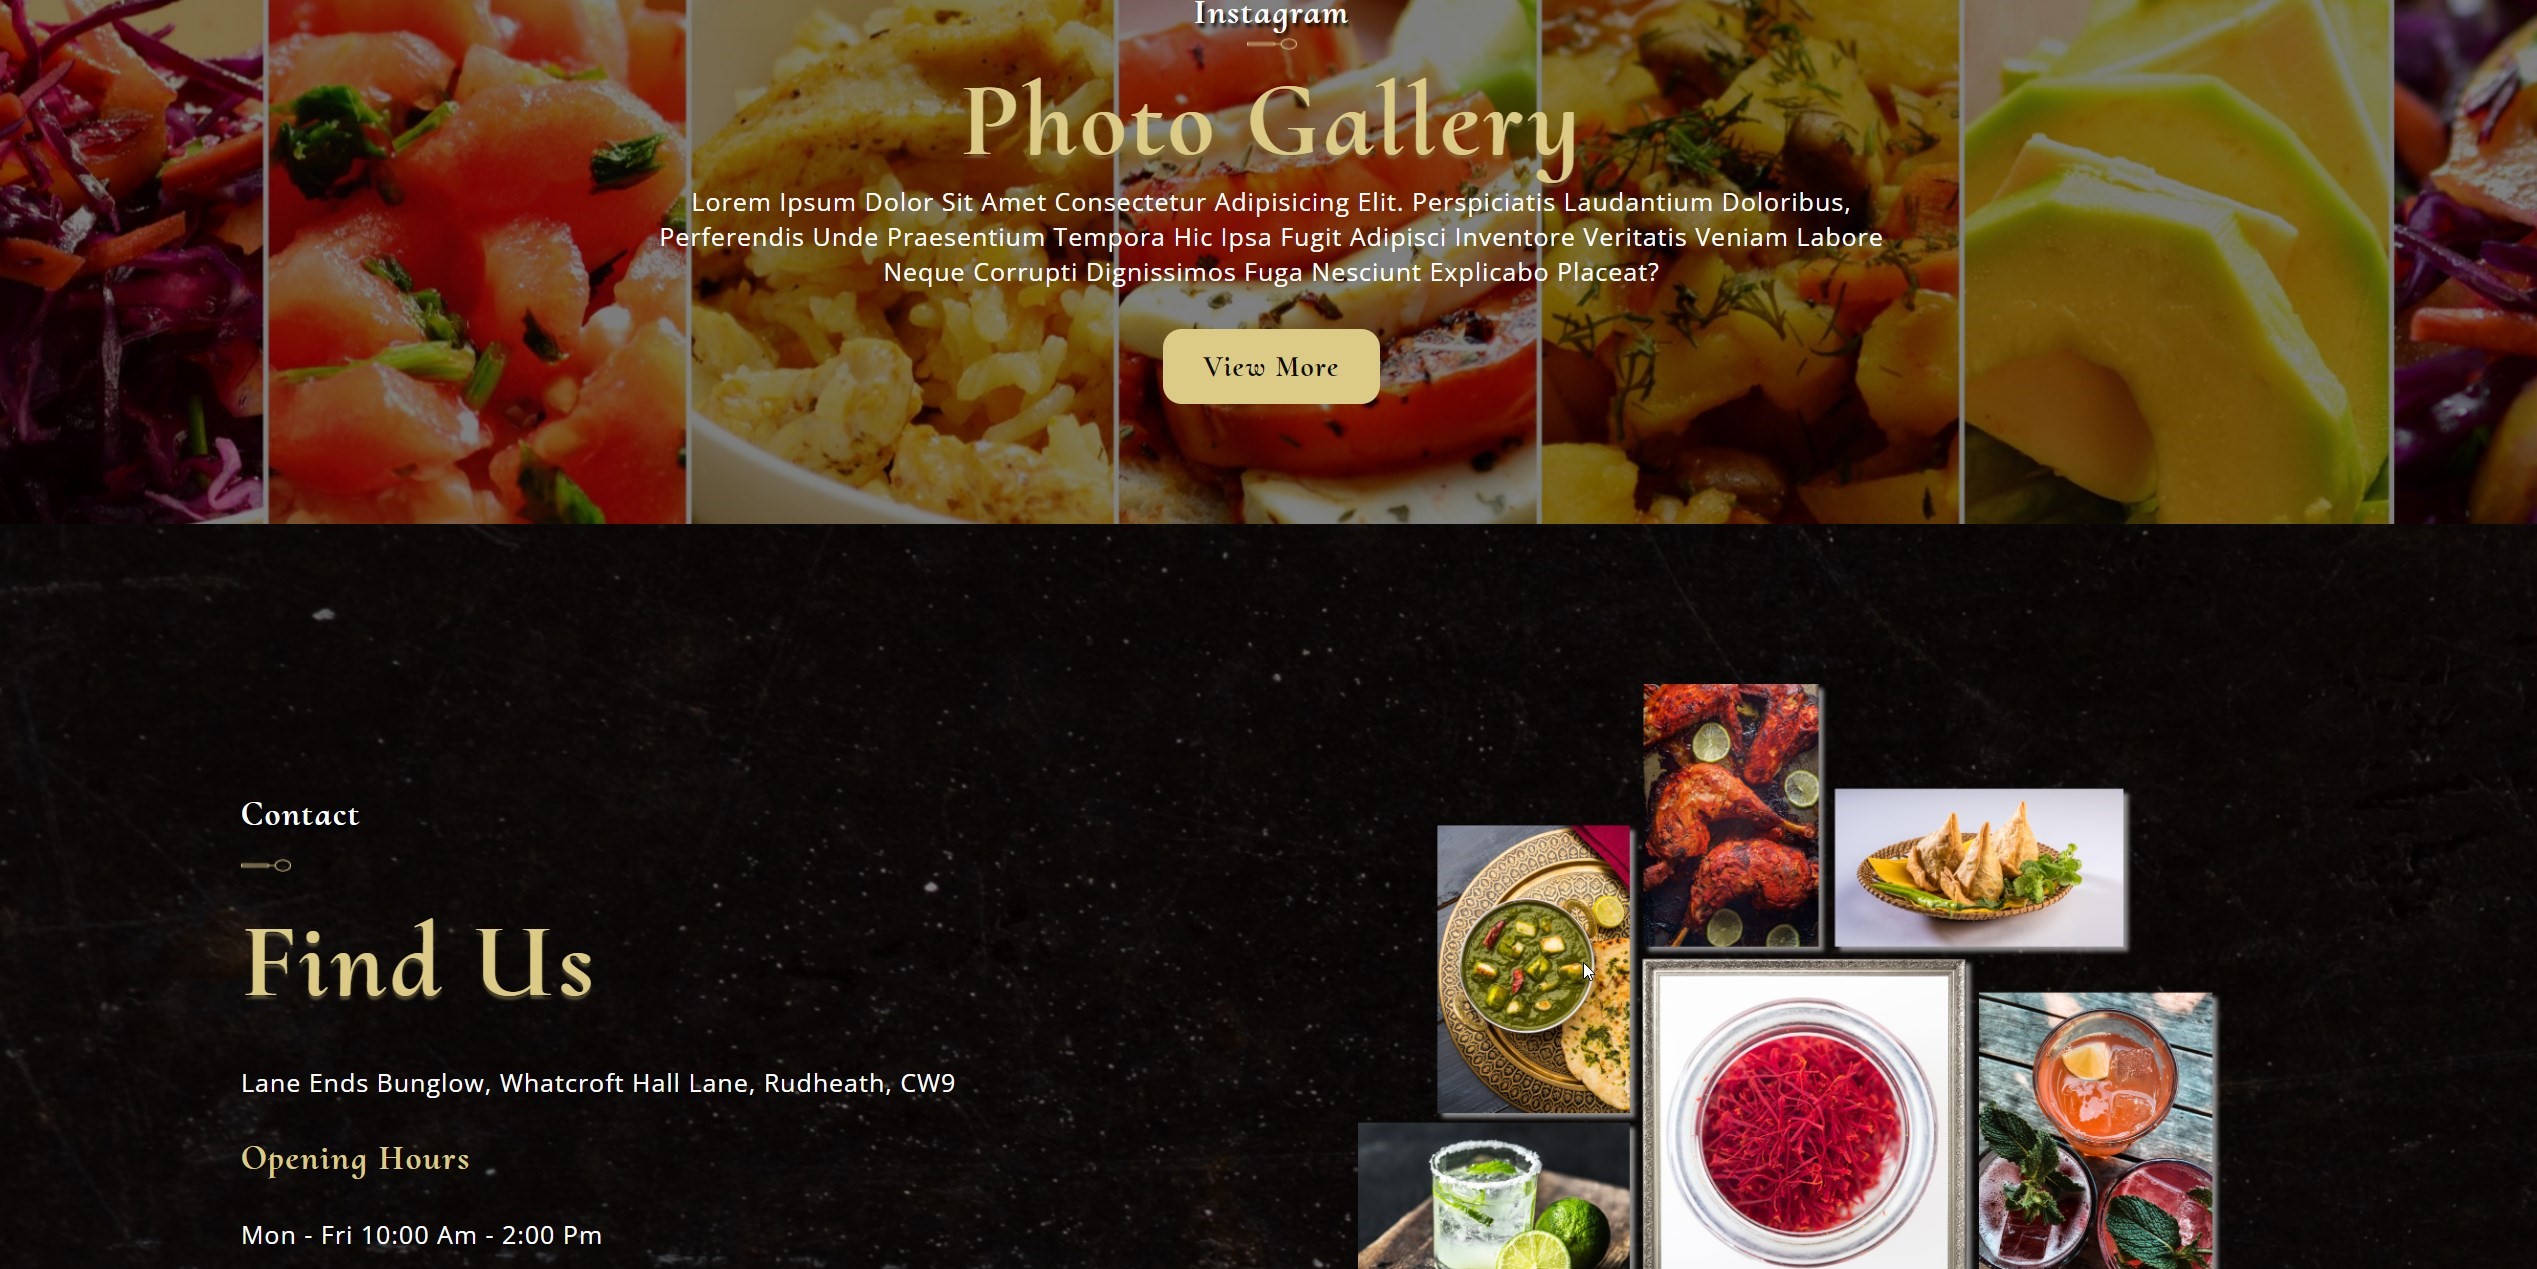 Instagram
Photo Gallery
Lorem Ipsum Dolor Sit Amet Consectetur Adipisicing Elit. Perspiciatis Laudantium Doloribus,
Perferendis Unde Praesentium Tempora Hic Ipsa Fugit Adipisci Inventore Veritatis Veniam Labore
Neque Corrupti Dignissimos Fuga Nesciunt Explicabo Placeat?
View More
Contact
Find Us
Lane Ends Bunglow, Whatcroft Hall Lane, Rudheath, CW9
Opening Hours
Mon - Fri 10:00 Am - 2:00 Pm